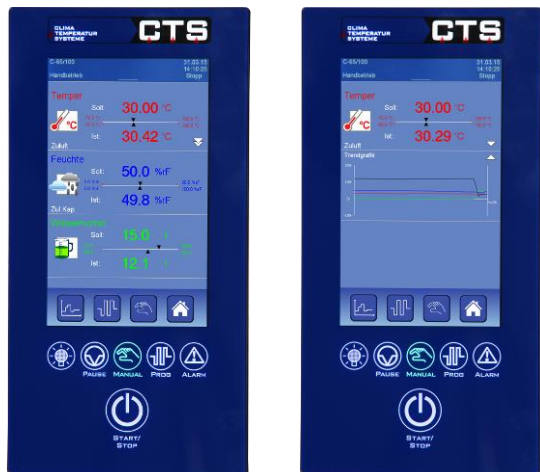 CLIMA
TEMPERATUR
SYSTEME
CTS
C-65/100
31.03.15
14:10:25
Handbetrieb
Stopp
Temper
Soll:
30.00 °C
Ist:
30.42 °C
Zuluft
Feuchte
Soll:
50.0 %rF
Ist:
49.8 %rF
Zul.Kap
Soll:
15.0 l
Ist:
12.1 l
PAUSE
MANUAL
PROG
ALARM
START/
STOP
CLIMA
TEMPERATUR
SYSTEME
CTS
C-65/100
31.03.15
14:10:20
Handbetrieb
Stopp
Temper
Soll:
30.00 °C
Ist:
30.29 °C
Zuluft
Trendgrafik
PAUSE
MANUAL
PROG
ALARM
START/
STOP